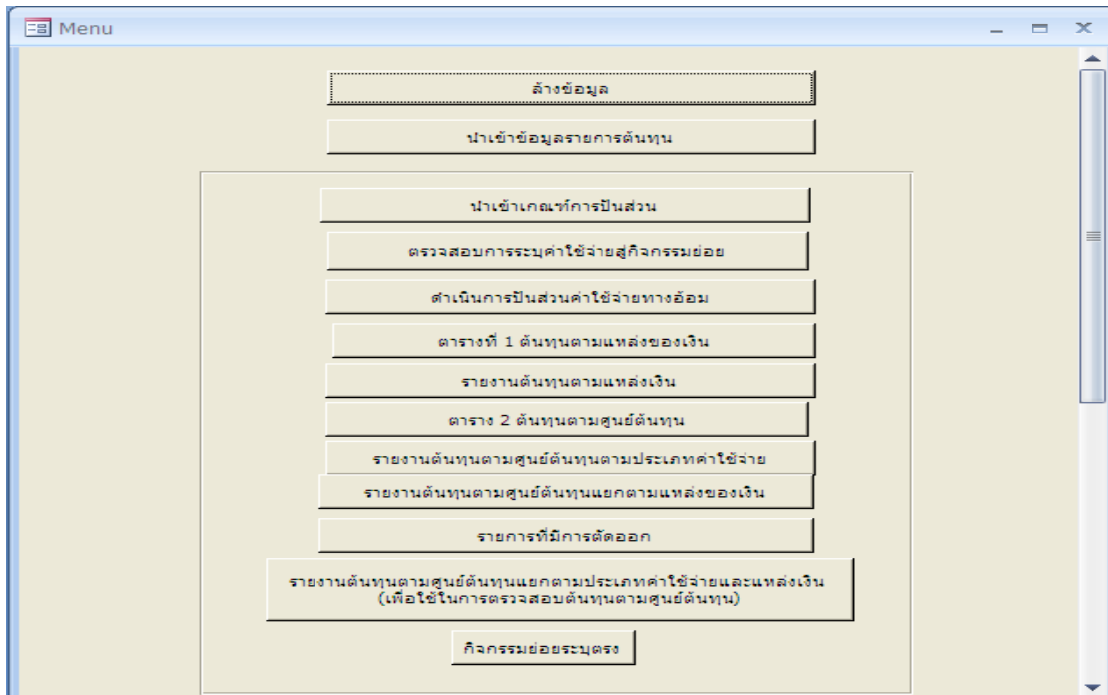 Menu
ล้างข้อมูล
นำเข้าข้อมูลรายการต้นทุน
นำเข้าเกณฑ์การปันส่วน
ตรวจสอบการระบุค่าใช้จ่ายสู่กิจกรรมย่อย
ดำเนินการปันส่วนค่าใช้จ่ายทางอ้อม
ตารางที่ 1 ต้นทุนตามแหล่งของเงิน
รายงานต้นทุนตามแหล่งเงิน
ตาราง 2 ต้นทุนตามศูนย์ต้นทุน
รายงานต้นทุนตามศูนย์ต้นทุนตามประเภทค่าใช้จ่าย
รายงานต้นทุนตามศูนย์ต้นทุนแยกตามแหล่งของเงิน
รายการที่มีการตัดออก
รายงานต้นทุนตามศูนย์ต้นทุนแยกตามประเภทค่าใช้จ่ายและแหล่งเงิน
(เพื่อใช้ในการตรวจสอบต้นทุนตามศูนย์ต้นทุน)
กิจกรรมย่อยระบุตรง